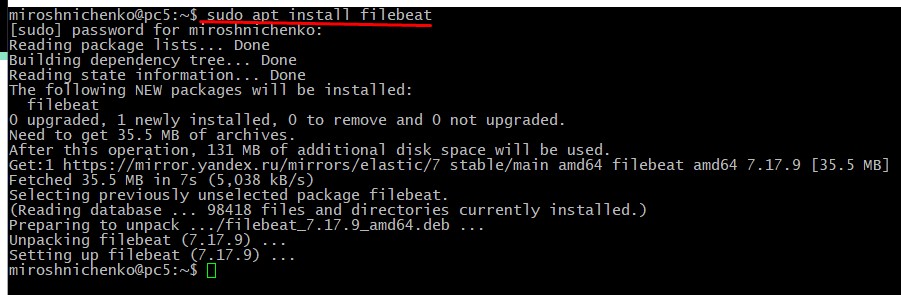 miroshnichenko@pc5:~$ sudo apt install filebeat
[sudo] password for miroshnichenko:
Reading package lists... Done
Building dependency tree... Done
Reading state information... Done
The following NEW packages will be installed:
  filebeat
0 upgraded, 1 newly installed, 0 to remove and 0 not upgraded.
Need to get 35.5 MB of archives.
After this operation, 131 MB of additional disk space will be used.
Get:1 https://mirror.yandex.ru/mirrors/elastic/7 stable/main amd64 filebeat amd64 7.17.9 [35.5 MB]
Fetched 35.5 MB in 7s (5,038 kB/s)
Selecting previously unselected package filebeat.
(Reading database ... 98418 files and directories currently installed.)
Preparing to unpack .../filebeat_7.17.9_amd64.deb ...
Unpacking filebeat (7.17.9) ...
Setting up filebeat (7.17.9) ...
miroshnichenko@pc5:~$